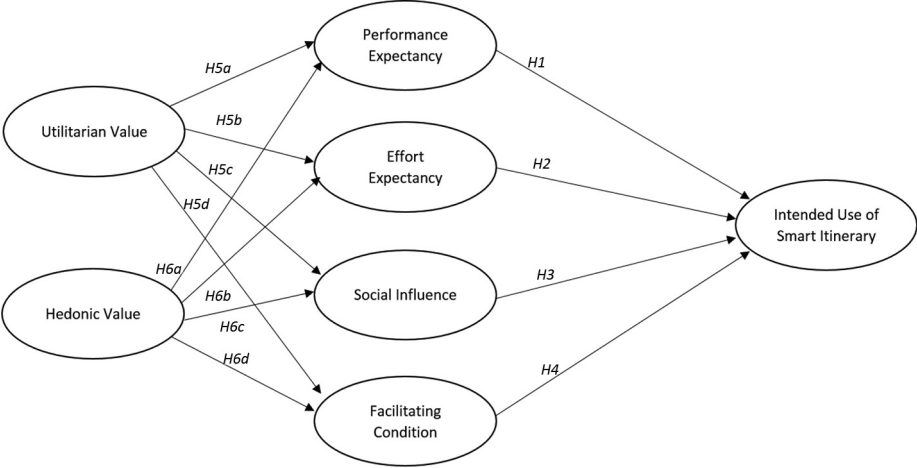 Performance
Expectancy
H1
H5a
Utilitarian Value
H5b
Effort
Expectancy
H2
H5c
H5d
Intended Use of
Smart Itinerary
H6a
H6b
Social Influence
H3
Hedonic Value
H6c
H6d
H4
Facilitating
Condition